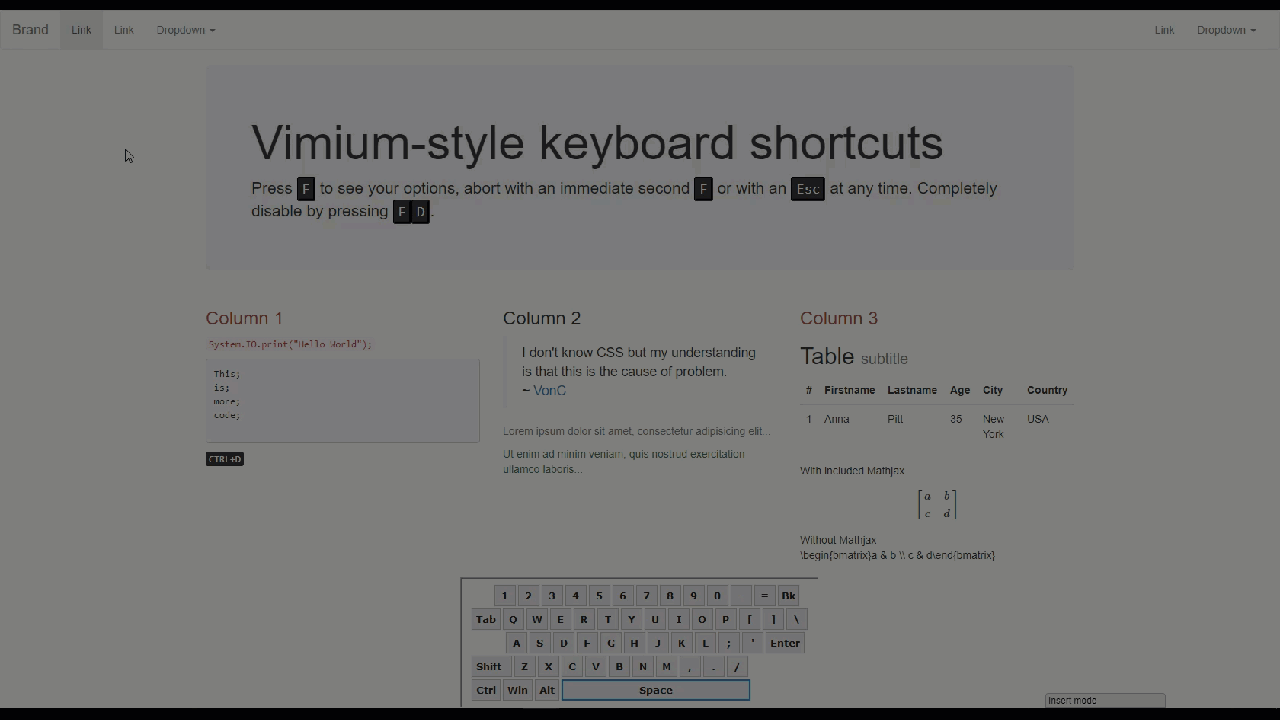 Brand Link Link Dropdown Link Dropdown
Vimium-style keyboard shortcuts
Press F to see your options, abort with an immediate second F or with an Esc at any time. Completely
disable by pressing F D.
Column 1
System.IO.print("Hello World");
This;
is;
more;
code;
CTRL+D
Column 2
I don't know CSS but my understanding
is that this is the cause of problem.
~ VonC
Lorem ipsum dolor sit amet, consectetur adipisicing elit...
Ut enim ad minim veniam, quis nostrud exercitation
ullamco laboris...
Column 3
Table subtitle
# Firstname Lastname Age City Country
1 Anna Pitt 35 New USA
York
With included Mathjax
a b
c d
Without Mathjax
\begin{bmatrix}a & b \\ c & d\end{bmatrix}
1 2 3 4 5 6 7 8 9 0 = Bk
Tab Q W E R T Y U I O P [ ] \
A S D F G H J K L ; ' Enter
Shift Z X C V B N M , . /
Ctrl Win Alt Space
Insert mode